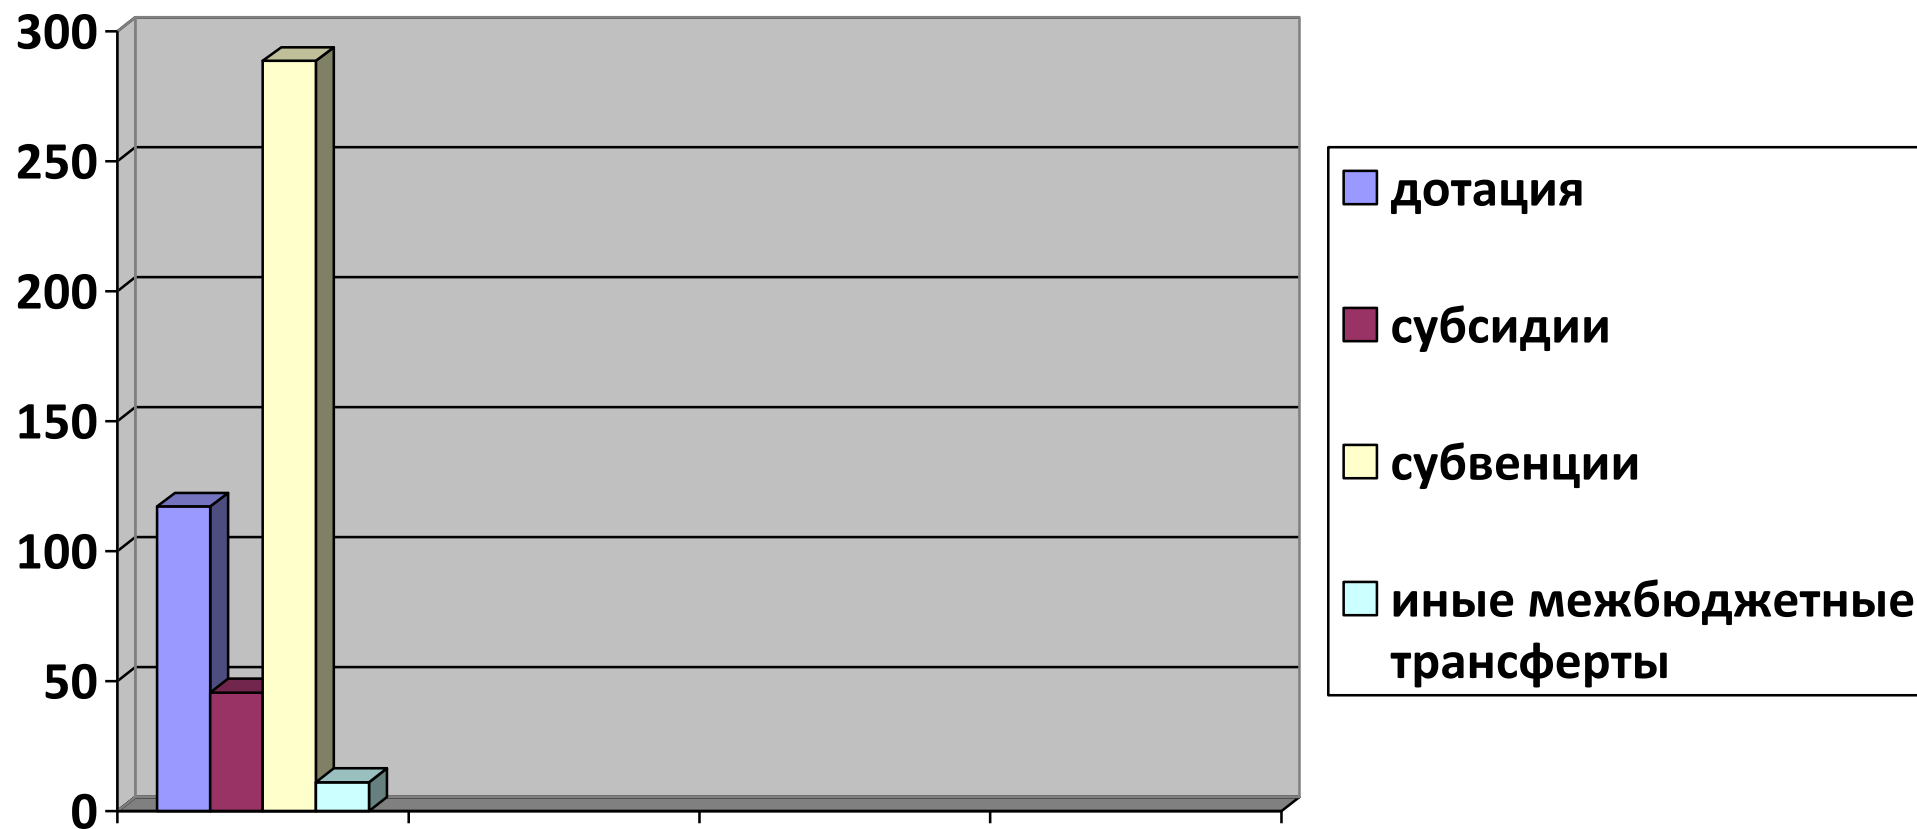 300
250
200
150
100
50
0
дотация
субсидии
субвенции
иные межбюджетные
трансферты